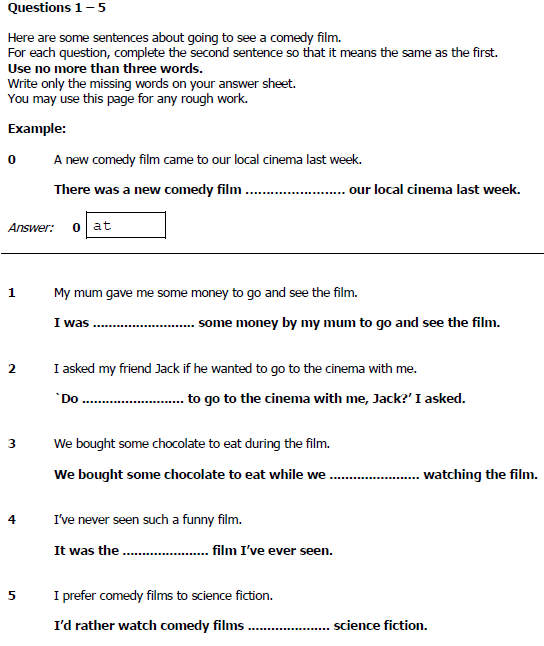 Questions 1 – 5
Here are some sentences about going to see a comedy film.
For each question, complete the second sentence so that it means the same as the first.
Use no more than three words.
Write only the missing words on your answer sheet.
You may use this page for any rough work.
Example:
0 A new comedy film came to our local cinema last week.
There was a new comedy film ........................ our local cinema last week.
Answer: 0 at
1 My mum gave me some money to go and see the film.
I was .......................... some money by my mum to go and see the film.
2 I asked my friend Jack if he wanted to go to the cinema with me.
`Do .......................... to go to the cinema with me, Jack?’ I asked.
3 We bought some chocolate to eat during the film.
We bought some chocolate to eat while we ....................... watching the film.
4 I’ve never seen such a funny film.
It was the ...................... film I’ve ever seen.
5 I prefer comedy films to science fiction.
I’d rather watch comedy films ..................... science fiction.